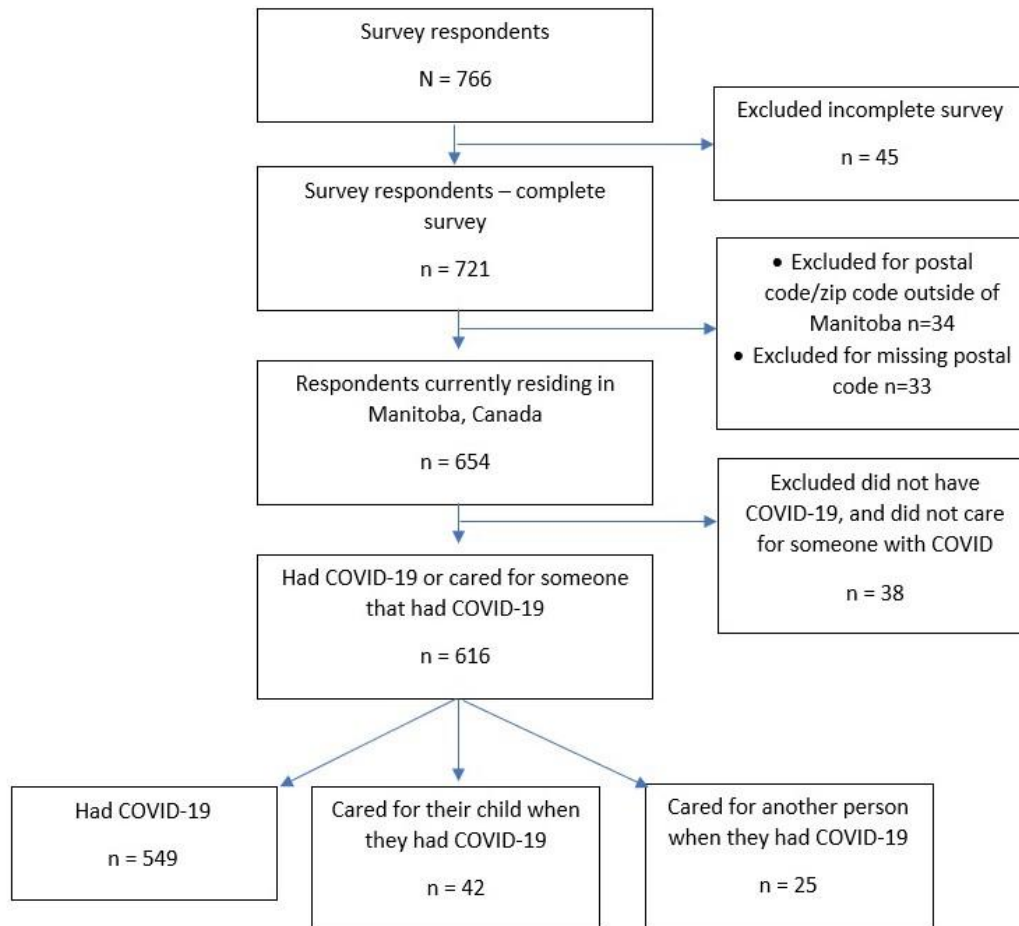 Survey respondents
N = 766
Excluded incomplete survey
n = 45
Survey respondents – complete
survey
n = 721
• Excluded for postal
code/zip code outside of
Manitoba n=34
• Excluded for missing postal
code n=33
Respondents currently residing in
Manitoba, Canada
n = 654
Excluded did not have
COVID-19, and did not care
for someone with COVID
n = 38
Had COVID-19 or cared for someone
that had COVID-19
n = 616
Had COVID-19
n = 549
Cared for their child when
they had COVID-19
n = 42
Cared for another person
when they had COVID-19
n = 25